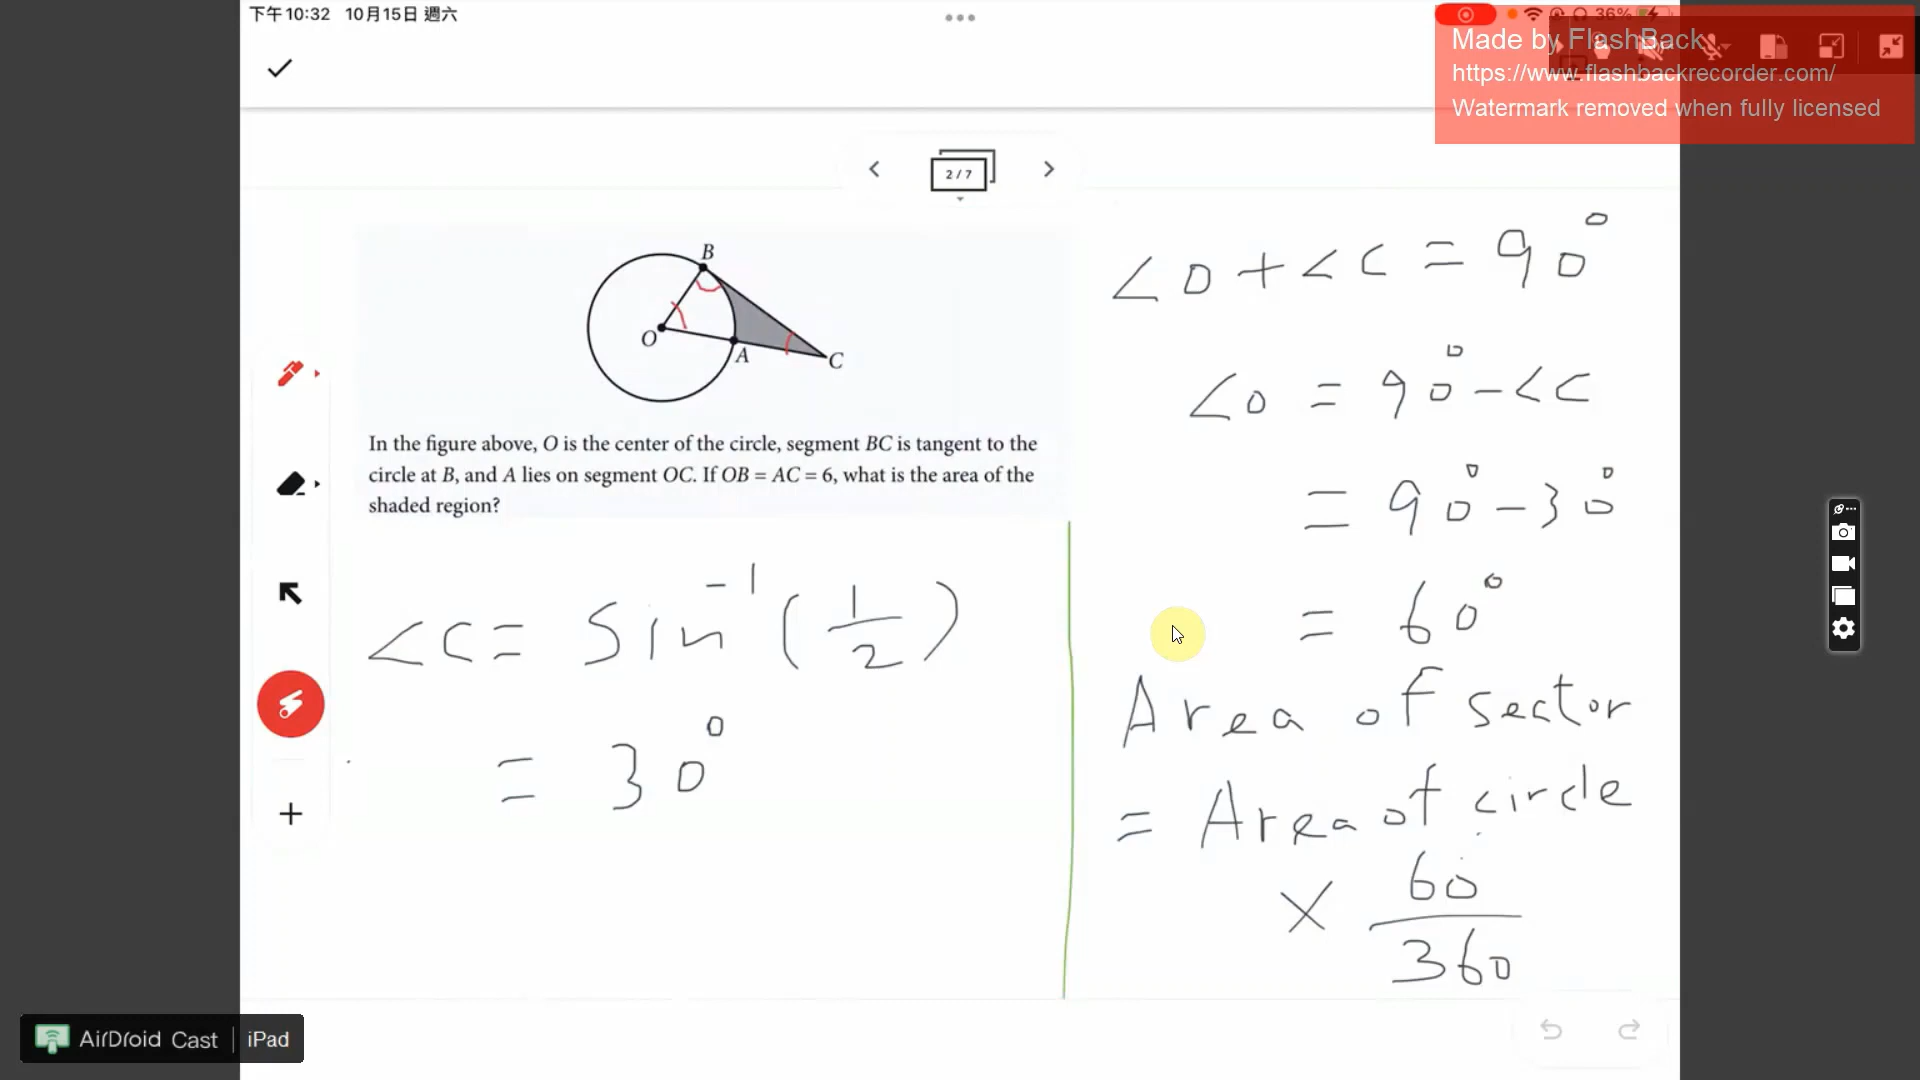 下午10:32 10月15日 週六
36%
Made by FlashBack
https://www.flashbackrecorder.com/
Watermark removed when fully licensed
2 / 7
B
O
A
C
In the figure above, O is the center of the circle, segment BC is tangent to the
circle at B, and A lies on segment OC. If OB = AC = 6, what is the area of the
shaded region?
∠C = sin⁻¹(1/2)
= 30°
∠O + ∠C = 90°
∠O = 90° - ∠C
= 90° - 30°
= 60°
Area of sector
= Area of circle
× 60/360
AirDroid Cast | iPad